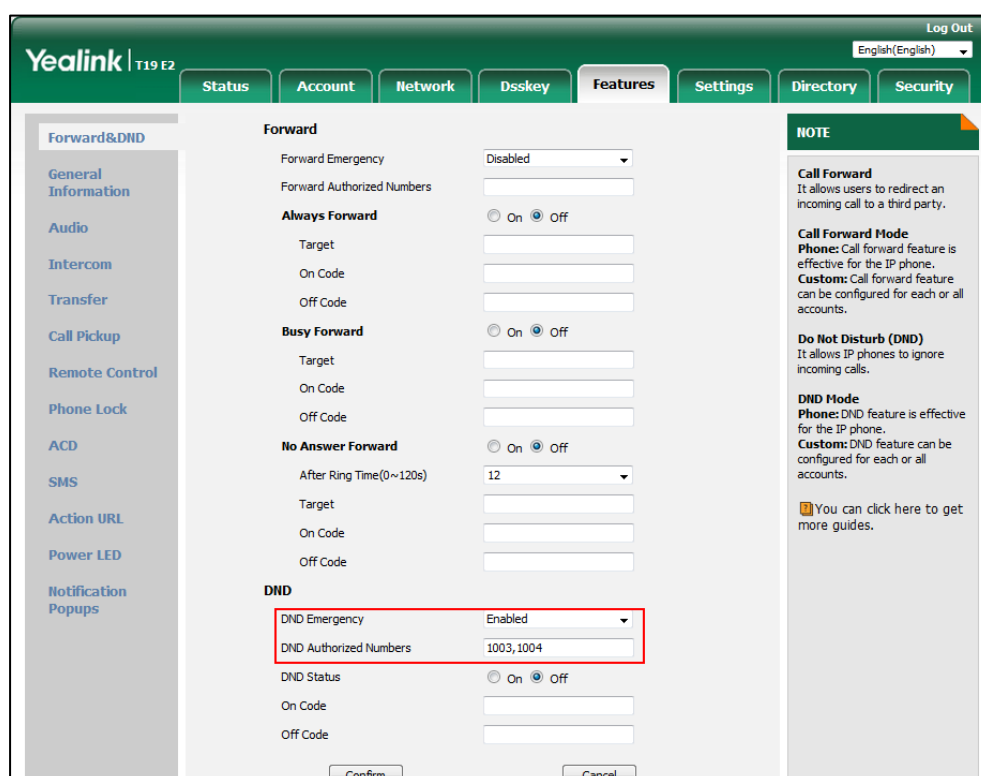 Log Out
Yealink | T19 E2
English(English)
Status Account Network Dsskey Features Settings Directory Security
Forward&DND
General
Information
Audio
Intercom
Transfer
Call Pickup
Remote Control
Phone Lock
ACD
SMS
Action URL
Power LED
Notification
Popups
Forward
Forward Emergency Disabled
Forward Authorized Numbers
Always Forward On Off
Target
On Code
Off Code
Busy Forward On Off
Target
On Code
Off Code
No Answer Forward On Off
After Ring Time(0~120s) 12
Target
On Code
Off Code
DND
DND Emergency Enabled
DND Authorized Numbers 1003,1004
DND Status On Off
On Code
Off Code
Confirm Cancel
NOTE
Call Forward
It allows users to redirect an
incoming call to a third party.
Call Forward Mode
Phone: Call forward feature is
effective for the IP phone.
Custom: Call forward feature
can be configured for each or all
accounts.
Do Not Disturb (DND)
It allows IP phones to ignore
incoming calls.
DND Mode
Phone: DND feature is effective
for the IP phone.
Custom: DND feature can be
configured for each or all
accounts.
You can click here to get
more guides.